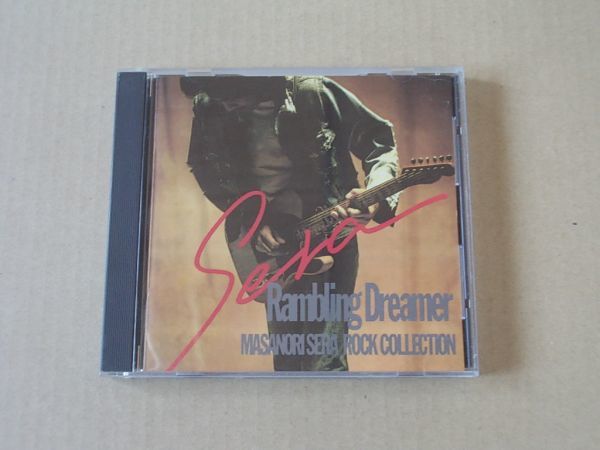 Sera
Rambling Dreamer
MASANORI SERA ROCK COLLECTION